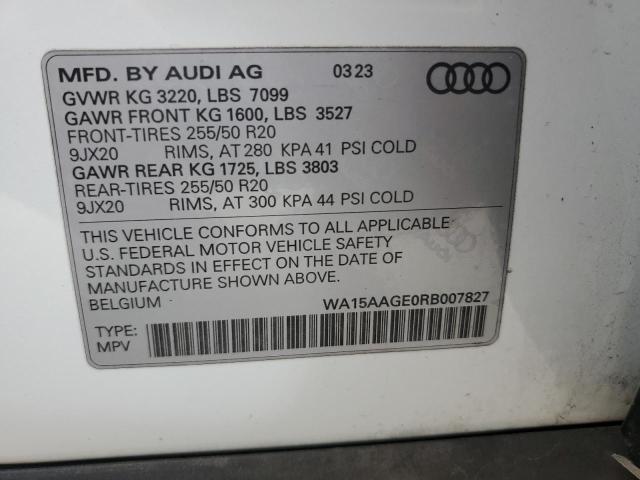 MFD. BY AUDI AG 03 23
GVWR KG 3220, LBS 7099
GAWR FRONT KG 1600, LBS 3527
FRONT-TIRES 255/50 R20
9JX20 RIMS, AT 280 KPA 41 PSI COLD
GAWR REAR KG 1725, LBS 3803
REAR-TIRES 255/50 R20
9JX20 RIMS, AT 300 KPA 44 PSI COLD
THIS VEHICLE CONFORMS TO ALL APPLICABLE
U.S. FEDERAL MOTOR VEHICLE SAFETY
STANDARDS IN EFFECT ON THE DATE OF
MANUFACTURE SHOWN ABOVE.
BELGIUM WA15AAGE0RB007827
TYPE:
MPV